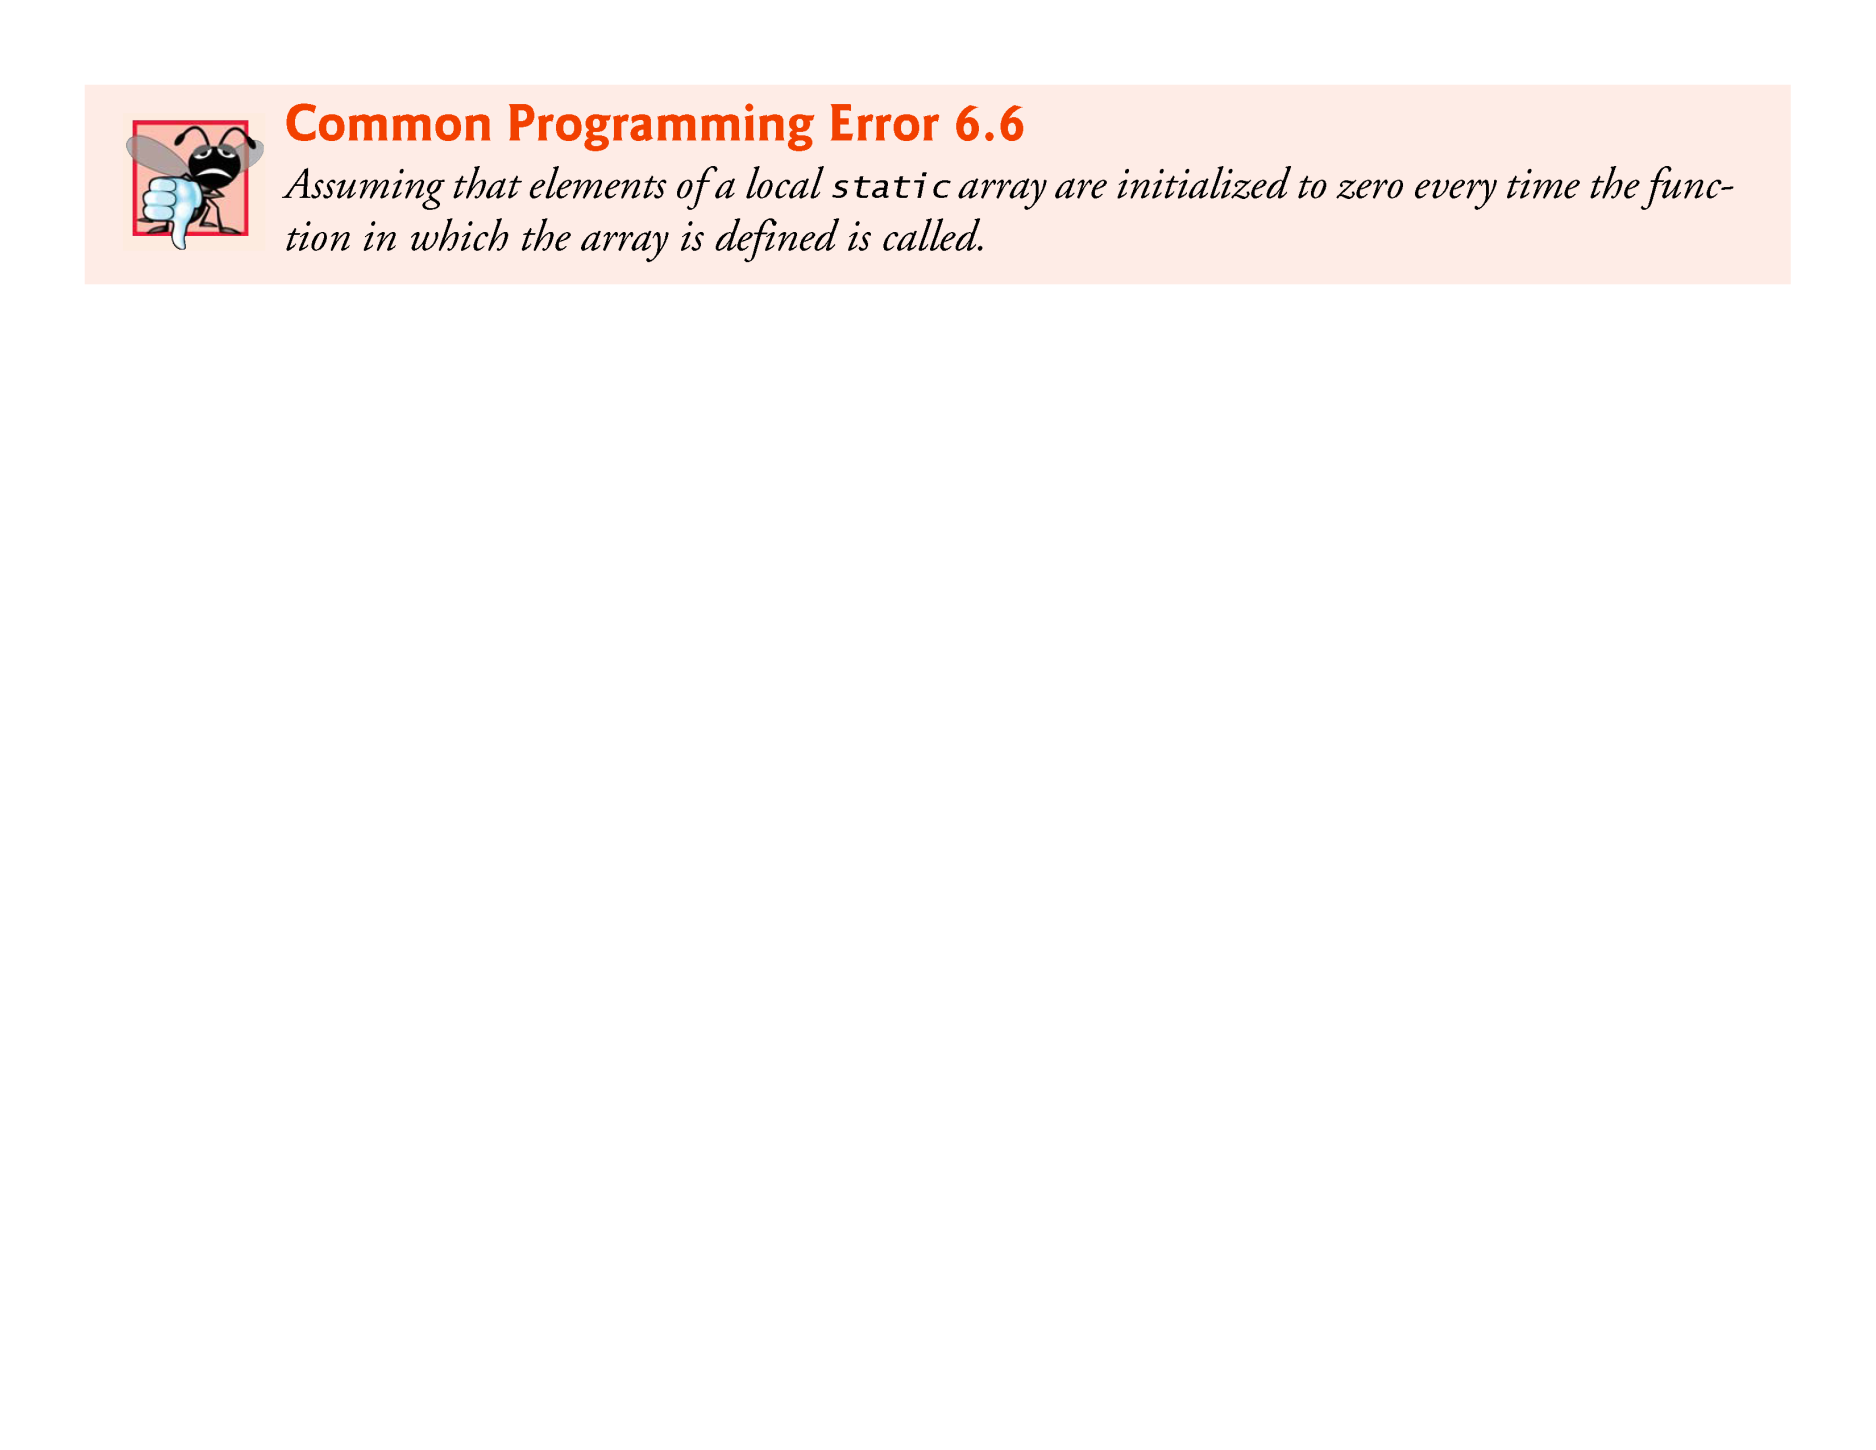 Common Programming Error 6.6
Assuming that elements of a local static array are initialized to zero every time the func-
tion in which the array is defined is called.